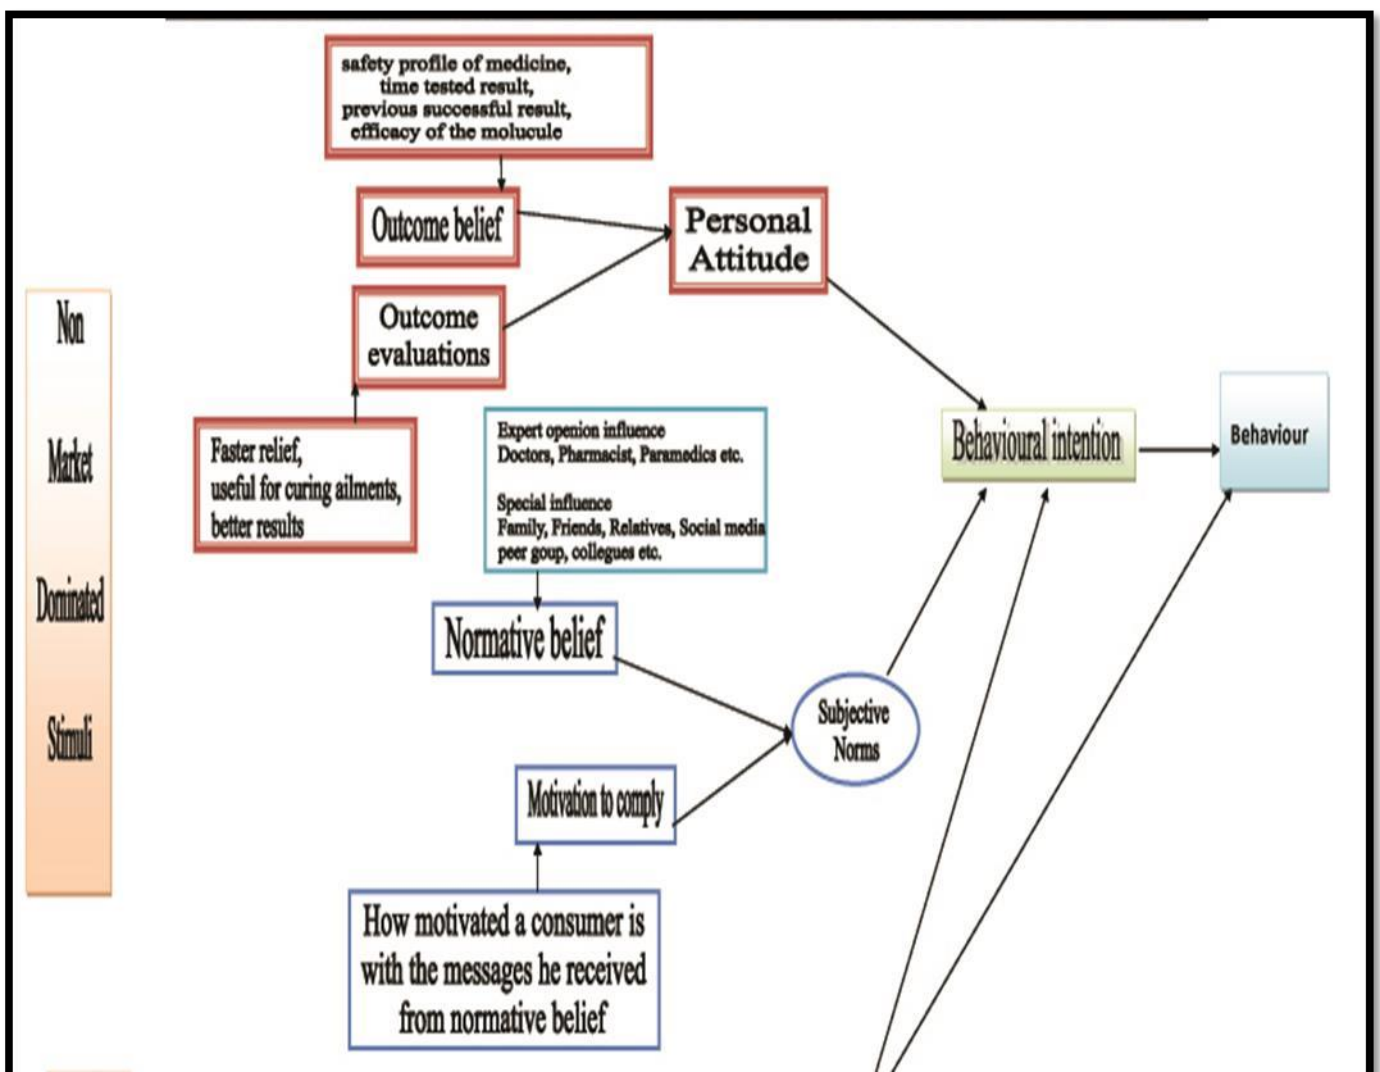 safety profile of medicine,
time tested result,
previous successful result,
efficacy of the molucule
Outcome belief
Personal
Attitude
Outcome
evaluations
Non
Market
Dominated
Stimuli
Faster relief,
useful for curing ailments,
better results
Expert openion influence
Doctors, Pharmacist, Paramedics etc.
Special influence
Family, Friends, Relatives, Social media
peer goup, collegues etc.
Behavioural intention
Behaviour
Normative belief
Subjective
Norms
Motivation to comply
How motivated a consumer is
with the messages he received
from normative belief